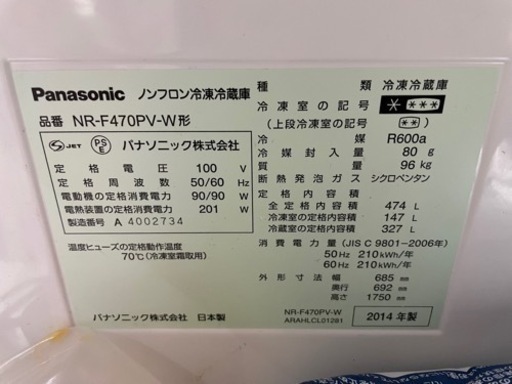 Panasonic ノンフロン冷凍冷蔵庫
品番 NR-F470PV-W形
S JET PS E パナソニック株式会社
定格電圧 100 V
定格周波数 50/60 Hz
電動機の定格消費電力 90/90 W
電熱装置の定格消費電力 201 W
製造番号 A 4002734
温度ヒューズの定格動作温度
70℃(冷凍室霜取用)
パナソニック株式会社 日本製
種類 冷凍冷蔵庫
冷凍室の記号 * ***
(上段冷凍室の記号 **)
冷媒 R600a
冷媒封入量 80 g
質量 96 kg
断熱発泡ガス シクロペンタン
定格内容積
全定格内容積 474 L
冷凍室の定格内容積 147 L
冷蔵室の定格内容積 327 L
消費電力量 (JIS C 9801-2006年)
50 Hz 210 kWh/年
60 Hz 210 kWh/年
外形寸法 幅 685 mm
奥行 692 mm
高さ 1750 mm
NR-F470PV-W
ARAHLCL01281
2014年製